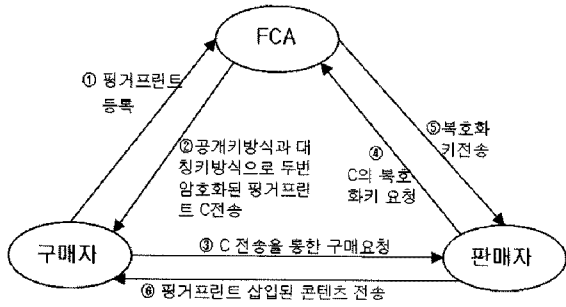 FCA
① 핑거프린트
등록
②공개키방식과 대
칭키방식으로 두번
암호화된 핑거프린
트 C전송
④
C의 복호
화키 요청
⑤복호화
키전송
구매자
③ C 전송을 통한 구매요청
판매자
⑥ 핑거프린트 삽입된 콘텐츠 전송